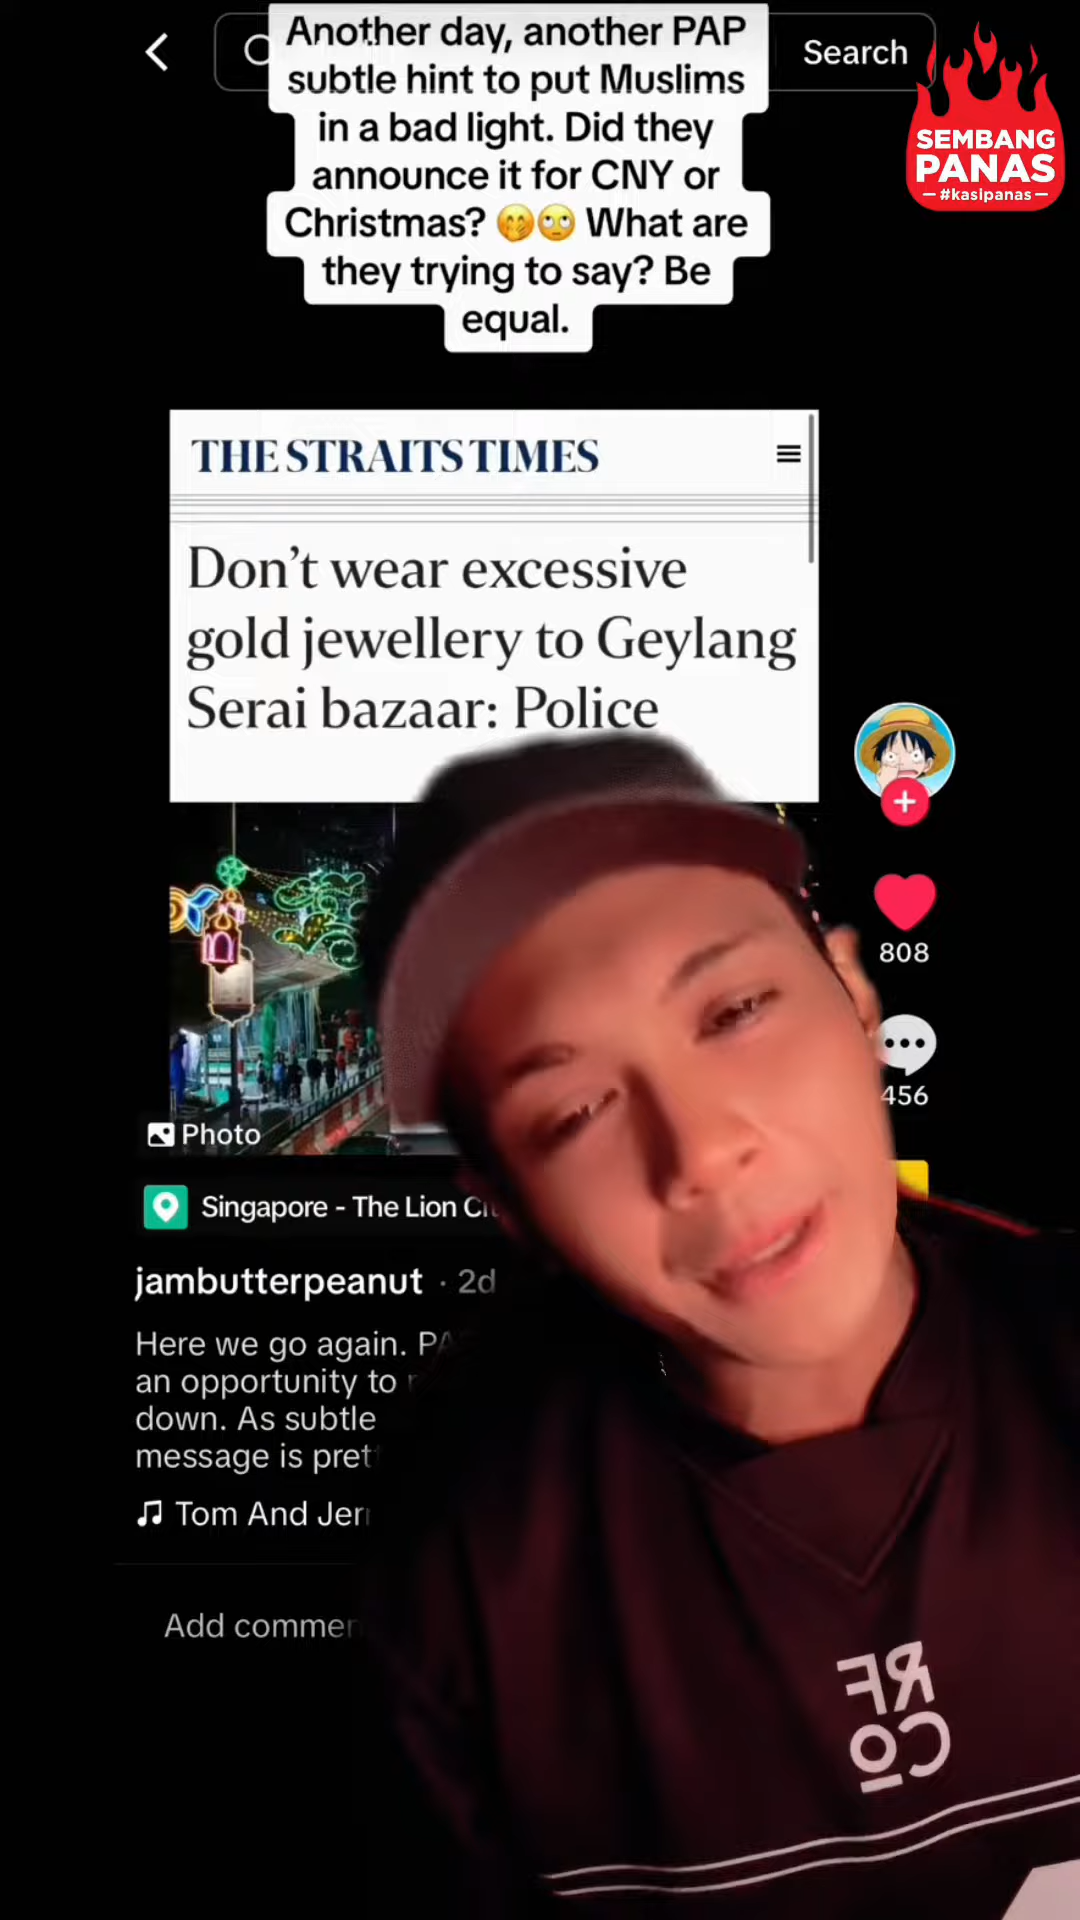 Another day, another PAP
subtle hint to put Muslims
in a bad light. Did they
announce it for CNY or
Christmas? 🤭🙄 What are
they trying to say? Be
equal.
Search
SEMBANG
PANAS
#kasipanas
THE STRAITS TIMES
Don't wear excessive
gold jewellery to Geylang
Serai bazaar: Police
808
456
Photo
Singapore - The Lion
jambutterpeanut · 2d
Here we go again.
an opportunity to
down. As subtle
message is
Tom And
Add
RF
CO